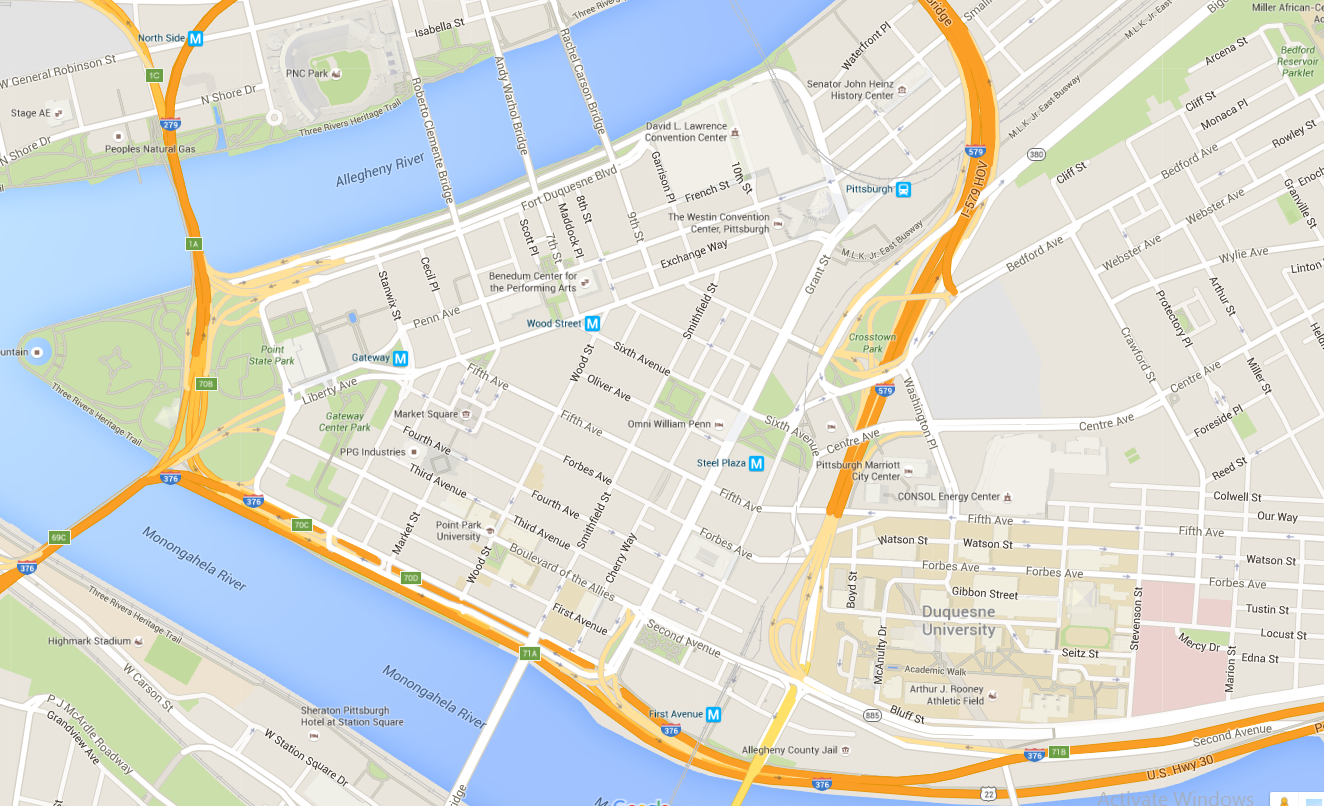 North Side
M
W General Robinson St
1C
Stage AE
N Shore Dr
N Shore Dr
279
Peoples Natural Gas
PNC Park
Three Rivers Heritage Trail
Isabella St
Three Rivers
Roberto Clemente Bridge
Andy Warhol Bridge
Rachel Carson Bridge
Allegheny River
Fort Duquesne Blvd
David L. Lawrence
Convention Center
Waterfront Pl
Senator John Heinz
History Center
Smallman
Bridge
579
I-579 HOV
M.L.K. Jr. East Busway
M.L.K. Jr. East
380
Miller African-Ce
Arcena St
Bedford
Reservoir
Parklet
Cliff St
Monaca Pl
Bedford Ave
Rowley St
Cliff St
Webster Ave
Enoch
Granville St
Webster Ave
Wylie Ave
Linton
Bedford Ave
Protectory Pl
Arthur St
Crawford St
Centre Ave
Miller St
Foreside Pl
Reed St
Centre Ave
Colwell St
Our Way
Pittsburgh
Garrison Pl
10th St
French St
The Westin Convention
Center, Pittsburgh
Exchange Way
M.L.K. Jr. East Busway
Grant St
9th St
8th St
Maddock Pl
7th St
Scott Pl
Benedum Center for
the Performing Arts
Cecil Pl
Stanwix St
Penn Ave
Wood Street
M
Smithfield St
1A
Point
State Park
Gateway
M
Liberty Ave
Gateway
Center Park
untain
Three Rivers Heritage Trail
70B
Market Square
PPG Industries
Fifth Ave
Wood St
Sixth Avenue
Oliver Ave
Omni William Penn
Sixth Avenue
Crosstown
Park
579
Washington Pl
Centre Ave
Steel Plaza
M
Pittsburgh Marriott
City Center
CONSOL Energy Center
Fifth Ave
Forbes Ave
Fifth Ave
Fourth Ave
Third Avenue
Fourth Ave
Third Avenue
Smithfield St
Forbes Ave
Point Park
University
Market St
Wood St
Boulevard of the Allies
Cherry Way
First Avenue
Second Avenue
376
376
70C
70D
69C
376
71A
Monongahela River
Monongahela River
Three Rivers Heritage Trail
Highmark Stadium
W Carson St
P J McArdle Roadway
Grandview Ave
Sheraton Pittsburgh
Hotel at Station Square
W Station Square Dr
First Avenue
M
376
Allegheny County Jail
376
885
Bluff St
Fifth Ave
Fifth Ave
Watson St
Watson St
Watson St
Forbes Ave
Forbes Ave
Forbes Ave
Boyd St
Gibbon Street
Duquesne
University
Stevenson St
Tustin St
Locust St
Mercy Dr
Edna St
Marion St
Seitz St
McAnulty Dr
Academic Walk
Arthur J. Rooney
Athletic Field
376
71B
Second Avenue
U.S. Hwy 30
22
Google
Activate Windows